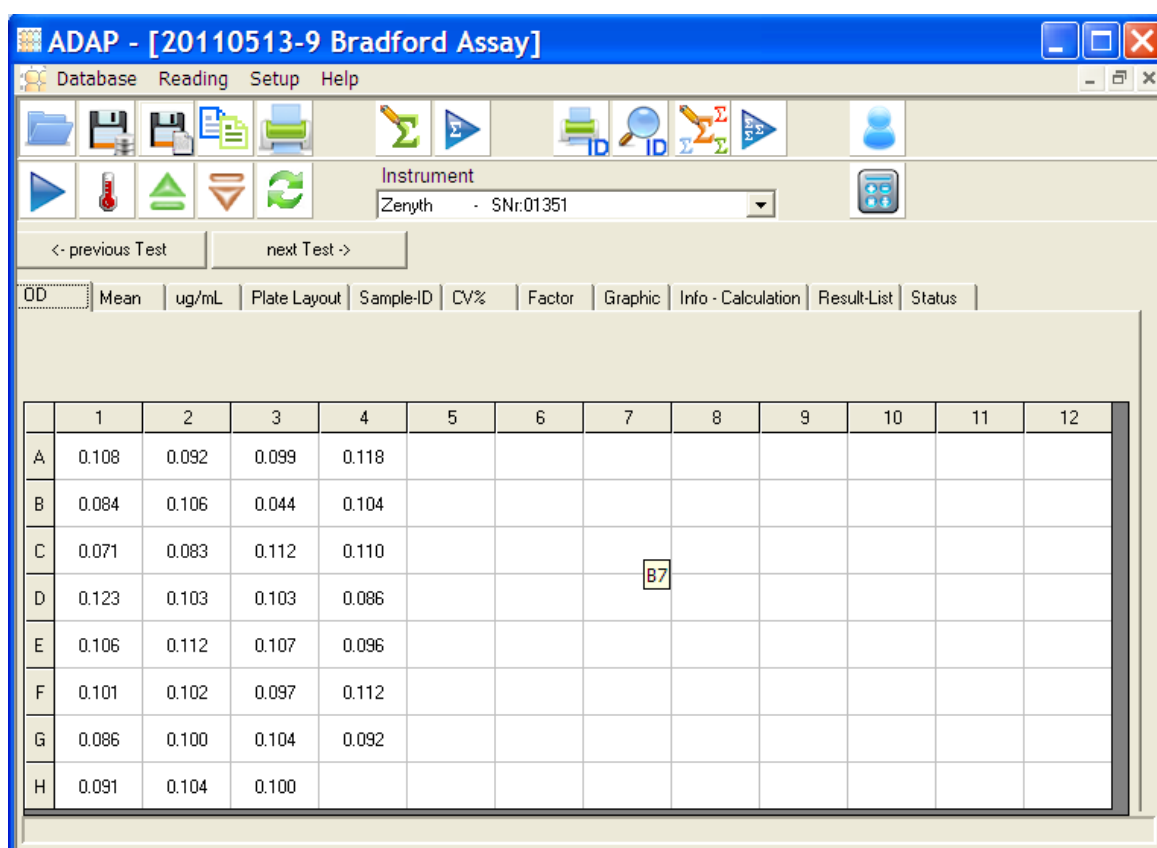 ADAP - [20110513-9 Bradford Assay]
Database Reading Setup Help
Σ Σ ID ID Σ Σ Σ Σ Σ Σ
Instrument
Zenyth - SNr:01351
<- previous Test next Test ->
OD Mean ug/mL Plate Layout Sample-ID CV% Factor Graphic Info - Calculation Result-List Status
1 2 3 4 5 6 7 8 9 10 11 12
A 0.108 0.092 0.099 0.118
B 0.084 0.106 0.044 0.104
C 0.071 0.083 0.112 0.110
B7
D 0.123 0.103 0.103 0.086
E 0.106 0.112 0.107 0.096
F 0.101 0.102 0.097 0.112
G 0.086 0.100 0.104 0.092
H 0.091 0.104 0.100